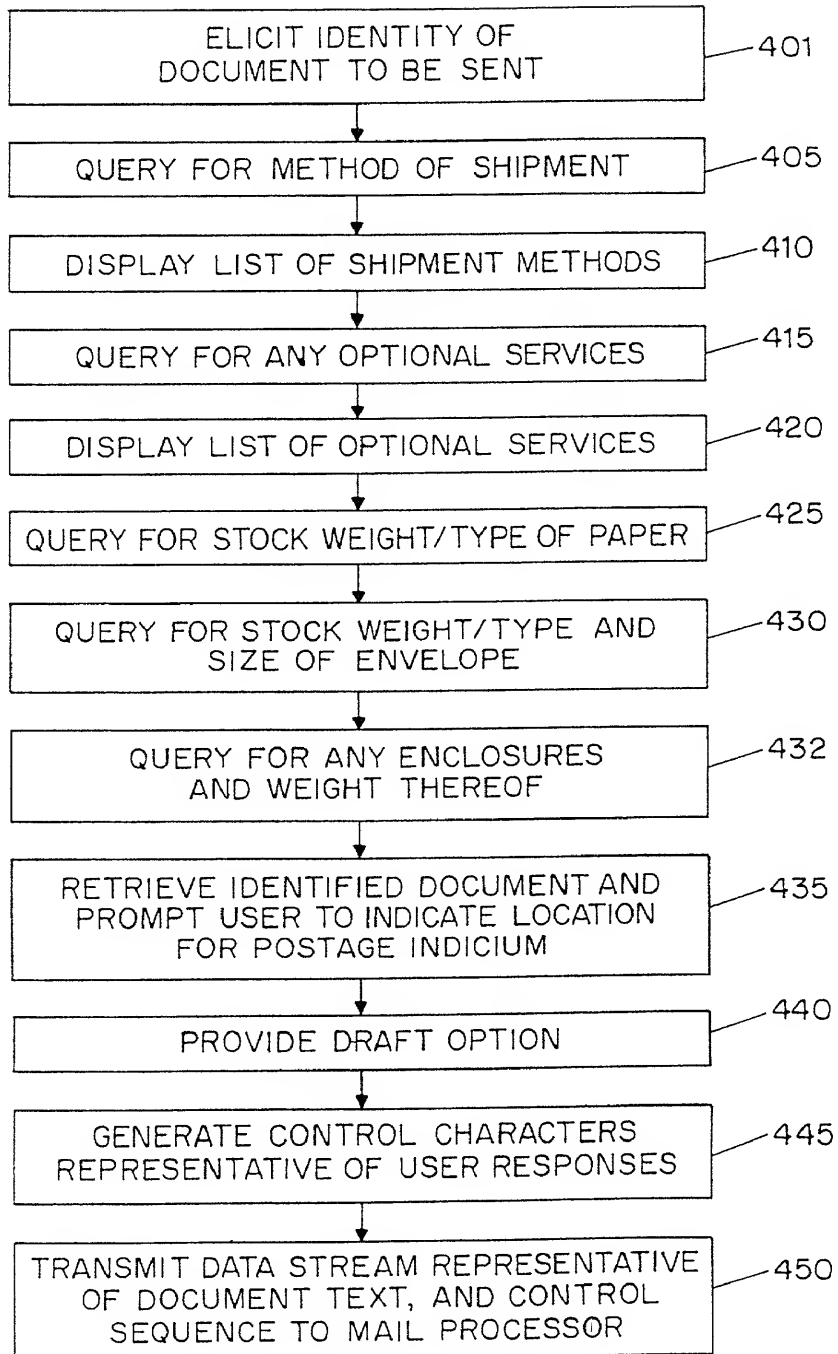 ELICIT IDENTITY OF
DOCUMENT TO BE SENT
401
QUERY FOR METHOD OF SHIPMENT
405
DISPLAY LIST OF SHIPMENT METHODS
410
QUERY FOR ANY OPTIONAL SERVICES
415
DISPLAY LIST OF OPTIONAL SERVICES
420
QUERY FOR STOCK WEIGHT/TYPE OF PAPER
425
QUERY FOR STOCK WEIGHT/TYPE AND
SIZE OF ENVELOPE
430
QUERY FOR ANY ENCLOSURES
AND WEIGHT THEREOF
432
RETRIEVE IDENTIFIED DOCUMENT AND
PROMPT USER TO INDICATE LOCATION
FOR POSTAGE INDICIUM
435
PROVIDE DRAFT OPTION
440
GENERATE CONTROL CHARACTERS
REPRESENTATIVE OF USER RESPONSES
445
TRANSMIT DATA STREAM REPRESENTATIVE
OF DOCUMENT TEXT, AND CONTROL
SEQUENCE TO MAIL PROCESSOR
450